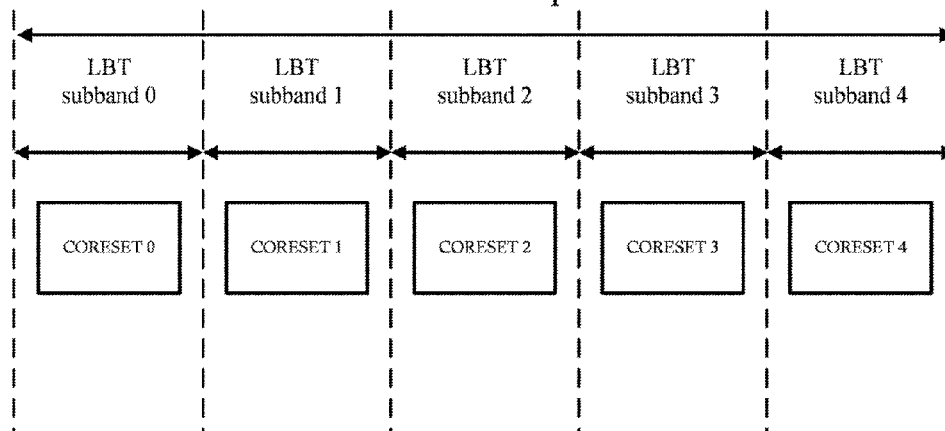 LBT LBT LBT LBT LBT
subband 0 subband 1 subband 2 subband 3 subband 4
CORESET 0 CORESET 1 CORESET 2 CORESET 3 CORESET 4